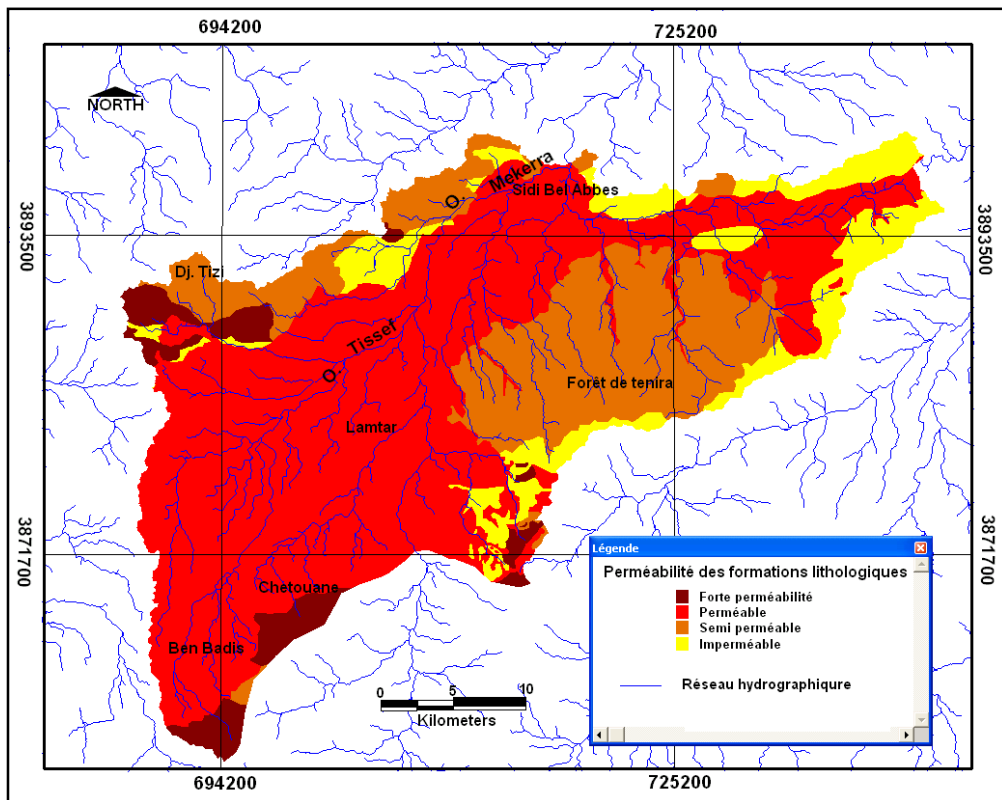 694200
725200
NORTH
O. Mekerra
Sidi Bel Abbes
3893500
3893500
Dj. Tizi
O. Tissef
Forêt de tenira
Lamtar
3871700
3871700
Chetouane
Ben Badis
0 5 10
Kilometers
Légende
Perméabilité des formations lithologiques
Forte perméabilité
Perméable
Semi perméable
Imperméable
Réseau hydrographiqure
694200
725200